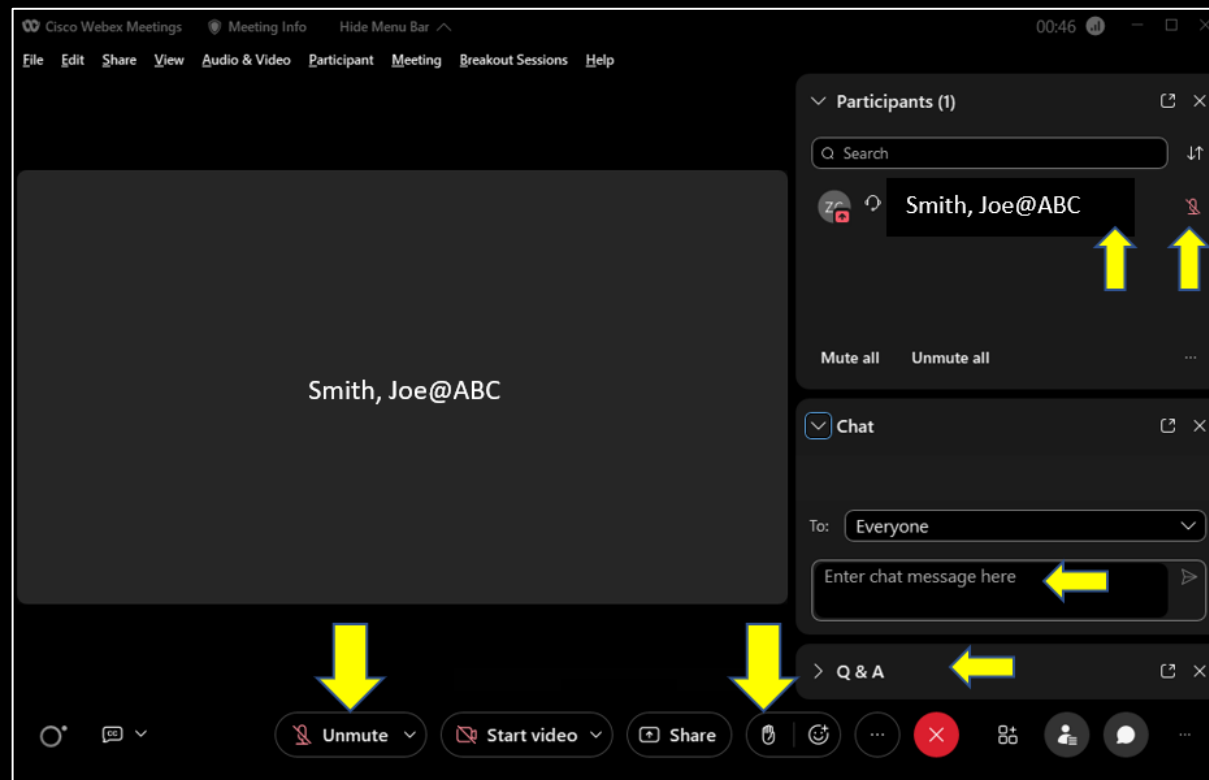 Cisco Webex Meetings Meeting Info Hide Menu Bar 00:46
File Edit Share View Audio & Video Participant Meeting Breakout Sessions Help
Participants (1)
Search
ZC Smith, Joe@ABC
Mute all Unmute all
Smith, Joe@ABC
Chat
To: Everyone
Enter chat message here
Q & A
CC Unmute Start video Share